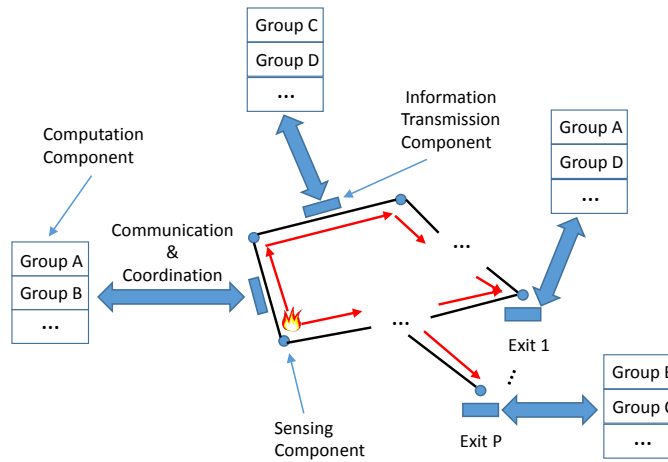 Group C
Group D
...
Information
Transmission
Component
Group A
Group D
...
Computation
Component
Communication
&
Coordination
Group A
Group B
...
...
...
Exit 1
...
Sensing
Component
Exit P
Group
Group
...